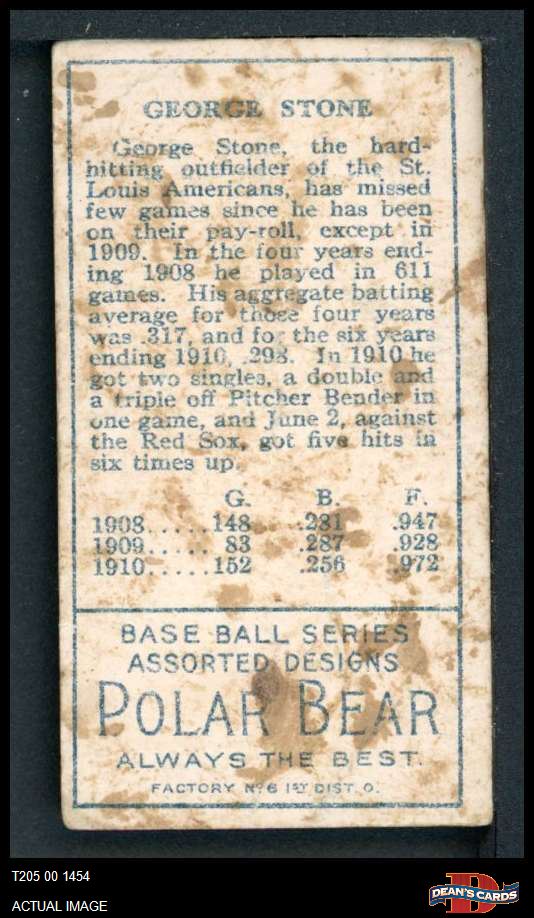 GEORGE STONE
George Stone, the hard-
hitting outfielder of the St.
Louis Americans, has missed
few games since he has been
on their pay-roll, except in
1909. In the four years end-
ing 1908 he played in 611
games. His aggregate batting
average for those four years
was .317, and for the six years
ending 1910, .298. In 1910 he
got two singles, a double and
a triple off Pitcher Bender in
one game, and June 2, against
the Red Sox, got five hits in
six times up.
G. B. F.
1908.....148 .281 .947
1909..... 83 .287 .928
1910.....152 .256 .972
BASE BALL SERIES
ASSORTED DESIGNS
POLAR BEAR
ALWAYS THE BEST.
FACTORY No 6 1ST DIST. O.
T205 00 1454
ACTUAL IMAGE
D
DEAN'S CARDS